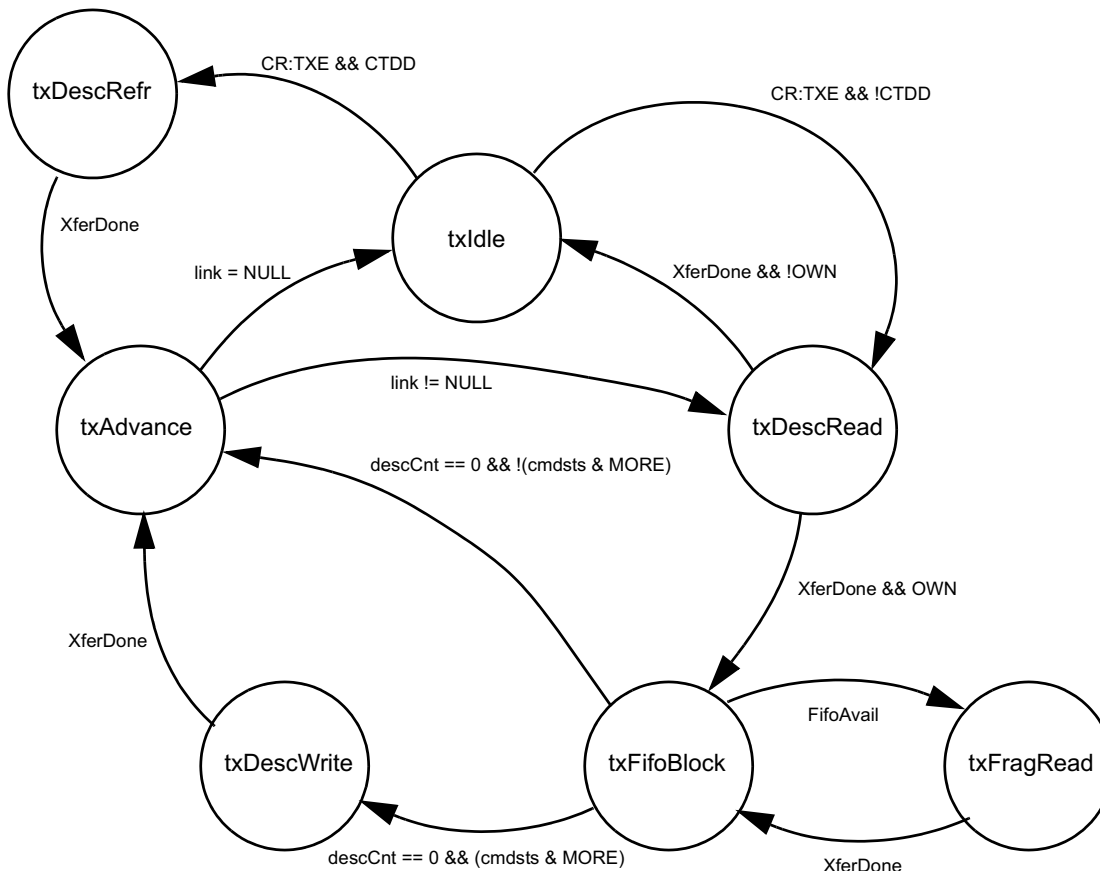 CR:TXE && CTDD
txDescRefr
CR:TXE && !CTDD
XferDone
txIdle
link = NULL
XferDone && !OWN
link != NULL
txAdvance
txDescRead
descCnt == 0 && !(cmdsts & MORE)
XferDone && OWN
XferDone
FifoAvail
txDescWrite
txFifoBlock
txFragRead
descCnt == 0 && (cmdsts & MORE)
XferDone